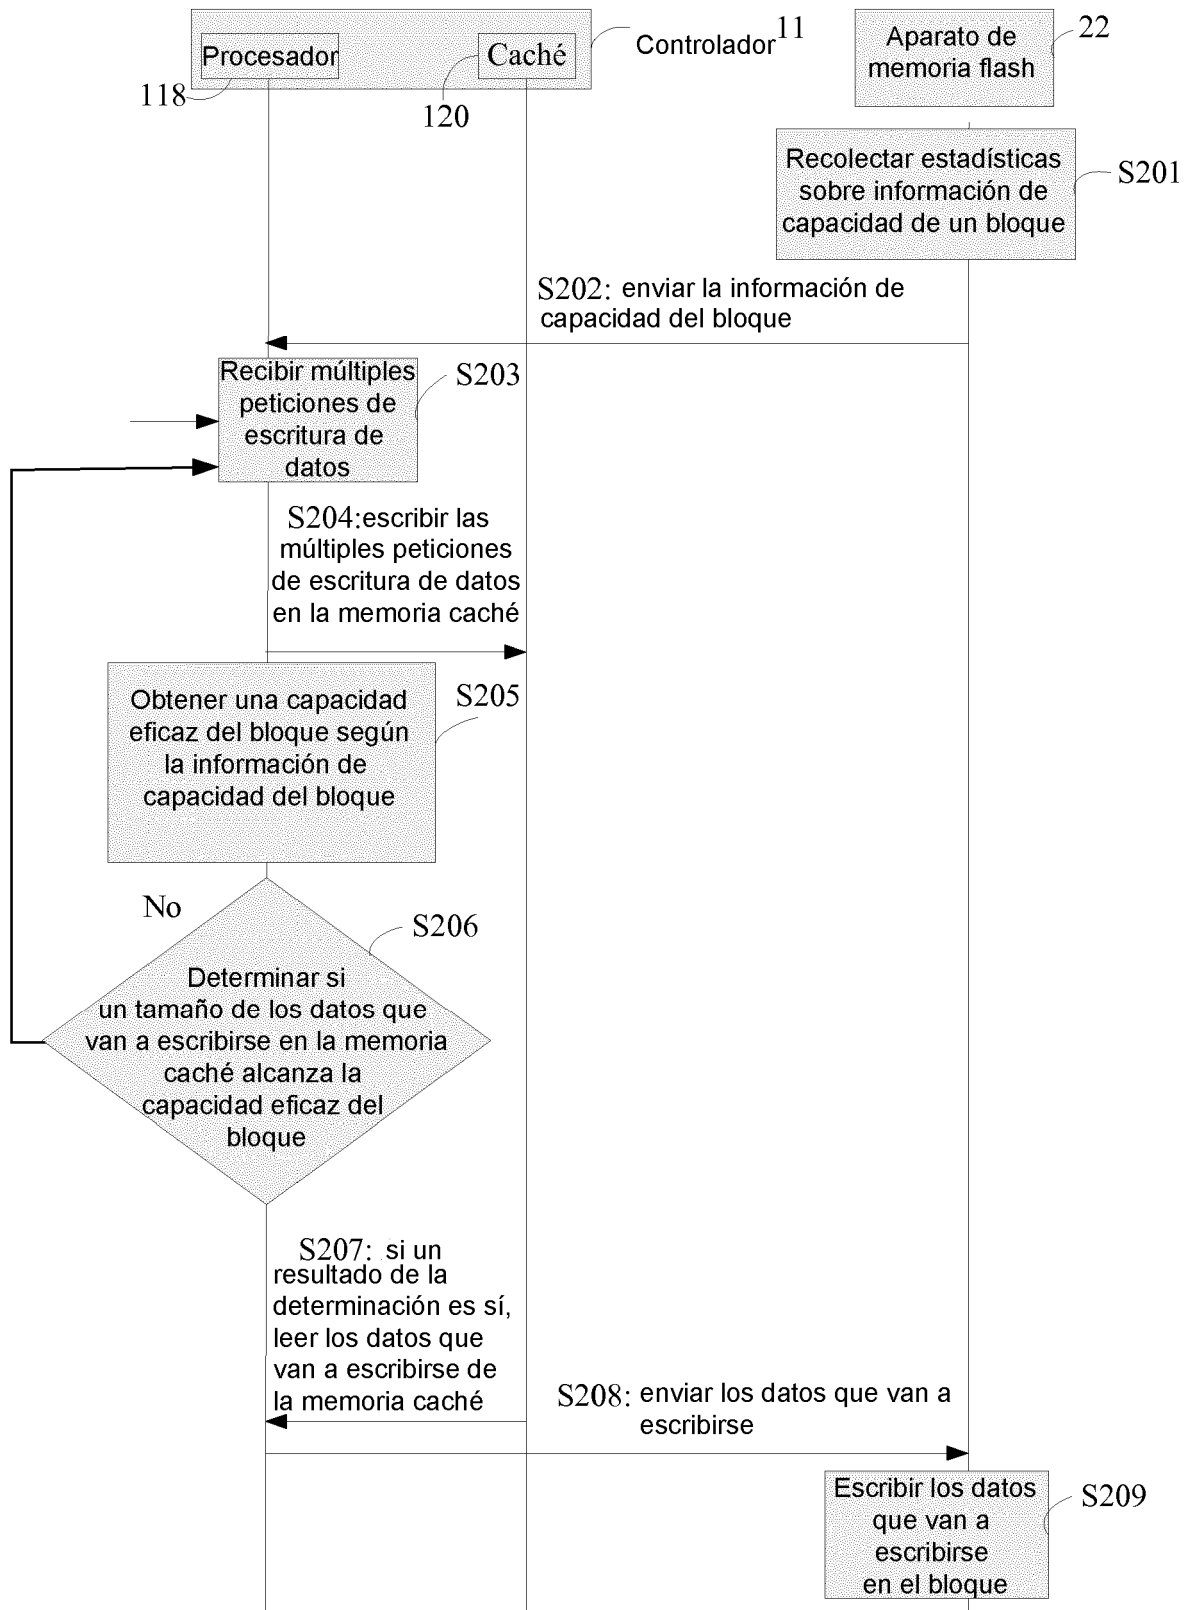 Procesador
Caché
Controlador 11
118
120
Aparato de
memoria flash
22
Recolectar estadísticas
sobre información de
capacidad de un bloque
S201
S202: enviar la información de
capacidad del bloque
Recibir múltiples
peticiones de
escritura de
datos
S203
S204:escribir las
múltiples peticiones
de escritura de datos
en la memoria caché
Obtener una capacidad
eficaz del bloque según
la información de
capacidad del bloque
S205
No
S206
Determinar si
un tamaño de los datos que
van a escribirse en la memoria
caché alcanza la
capacidad eficaz del
bloque
S207: si un
resultado de la
determinación es sí,
leer los datos que
van a escribirse de
la memoria caché
S208: enviar los datos que van a
escribirse
Escribir los datos
que van a
escribirse
en el bloque
S209